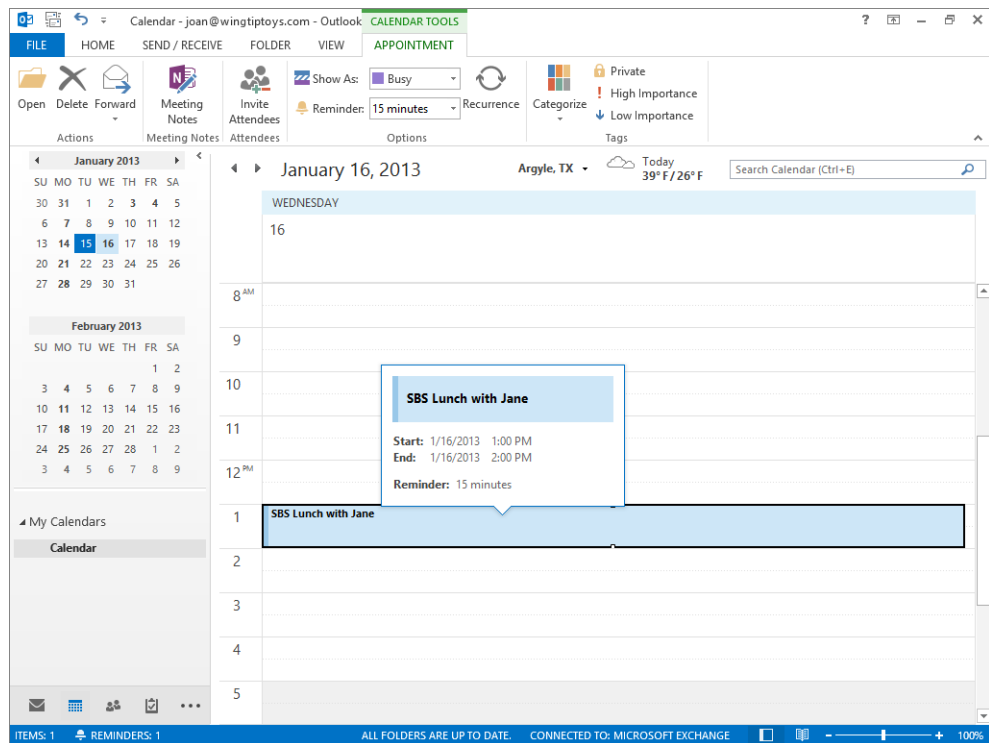 Calendar - joan@wingtiptoys.com - Outlook CALENDAR TOOLS ?
FILE HOME SEND / RECEIVE FOLDER VIEW APPOINTMENT
Open Delete Forward
Actions
Meeting Notes
Meeting Notes
Invite Attendees
Attendees
Show As: Busy
Reminder: 15 minutes
Recurrence
Options
Categorize
Private
High Importance
Low Importance
Tags
January 2013
SU MO TU WE TH FR SA
30 31 1 2 3 4 5
6 7 8 9 10 11 12
13 14 15 16 17 18 19
20 21 22 23 24 25 26
27 28 29 30 31
February 2013
SU MO TU WE TH FR SA
1 2
3 4 5 6 7 8 9
10 11 12 13 14 15 16
17 18 19 20 21 22 23
24 25 26 27 28 1 2
3 4 5 6 7 8 9
My Calendars
Calendar
January 16, 2013
Argyle, TX
Today
39° F / 26° F
Search Calendar (Ctrl+E)
WEDNESDAY
16
8 AM
9
10
11
12 PM
1
2
3
4
5
SBS Lunch with Jane
Start: 1/16/2013 1:00 PM
End: 1/16/2013 2:00 PM
Reminder: 15 minutes
SBS Lunch with Jane
ITEMS: 1 REMINDERS: 1 ALL FOLDERS ARE UP TO DATE. CONNECTED TO: MICROSOFT EXCHANGE 100%